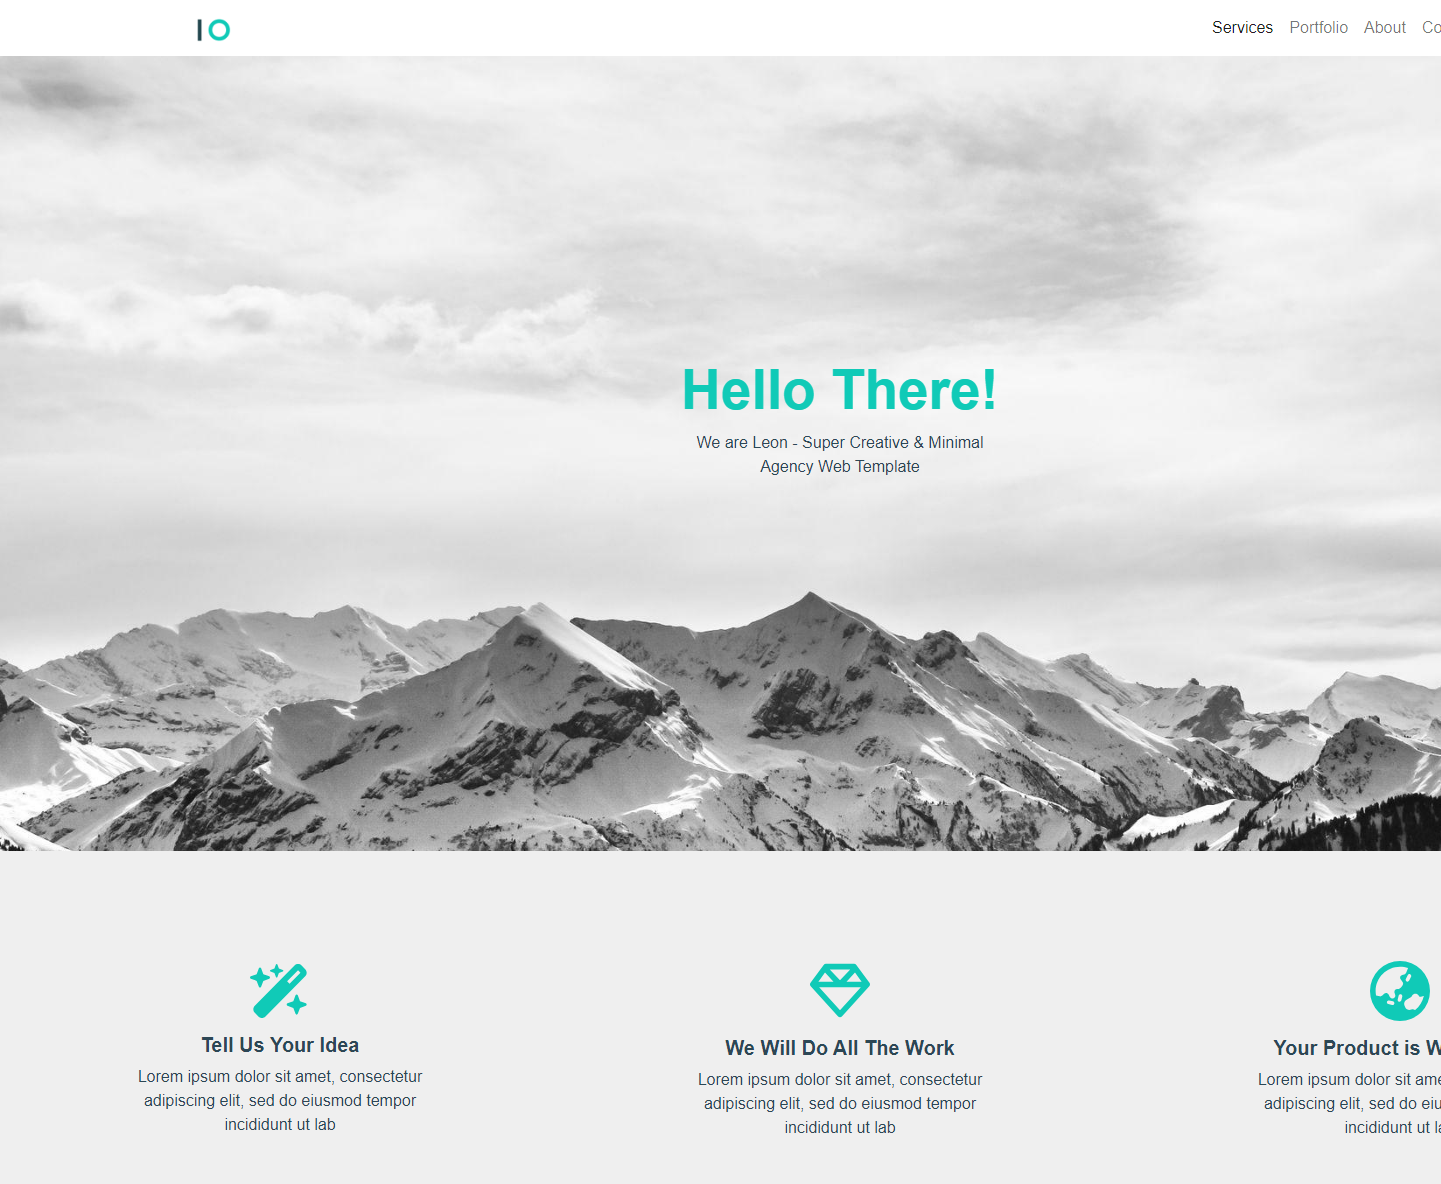 IO
Services Portfolio About Co
Hello There!
We are Leon - Super Creative & Minimal
Agency Web Template
Tell Us Your Idea
Lorem ipsum dolor sit amet, consectetur
adipiscing elit, sed do eiusmod tempor
incididunt ut lab
We Will Do All The Work
Lorem ipsum dolor sit amet, consectetur
adipiscing elit, sed do eiusmod tempor
incididunt ut lab
Your Product is W
Lorem ipsum dolor sit ame
adipiscing elit, sed do eiu
incididunt ut la